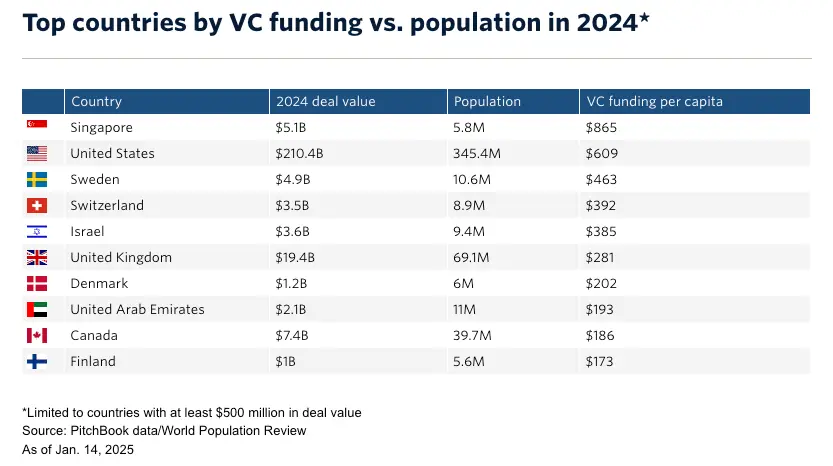 Top countries by VC funding vs. population in 2024*
Country 2024 deal value Population VC funding per capita
Singapore $5.1B 5.8M $865
United States $210.4B 345.4M $609
Sweden $4.9B 10.6M $463
Switzerland $3.5B 8.9M $392
Israel $3.6B 9.4M $385
United Kingdom $19.4B 69.1M $281
Denmark $1.2B 6M $202
United Arab Emirates $2.1B 11M $193
Canada $7.4B 39.7M $186
Finland $1B 5.6M $173
*Limited to countries with at least $500 million in deal value
Source: PitchBook data/World Population Review
As of Jan. 14, 2025